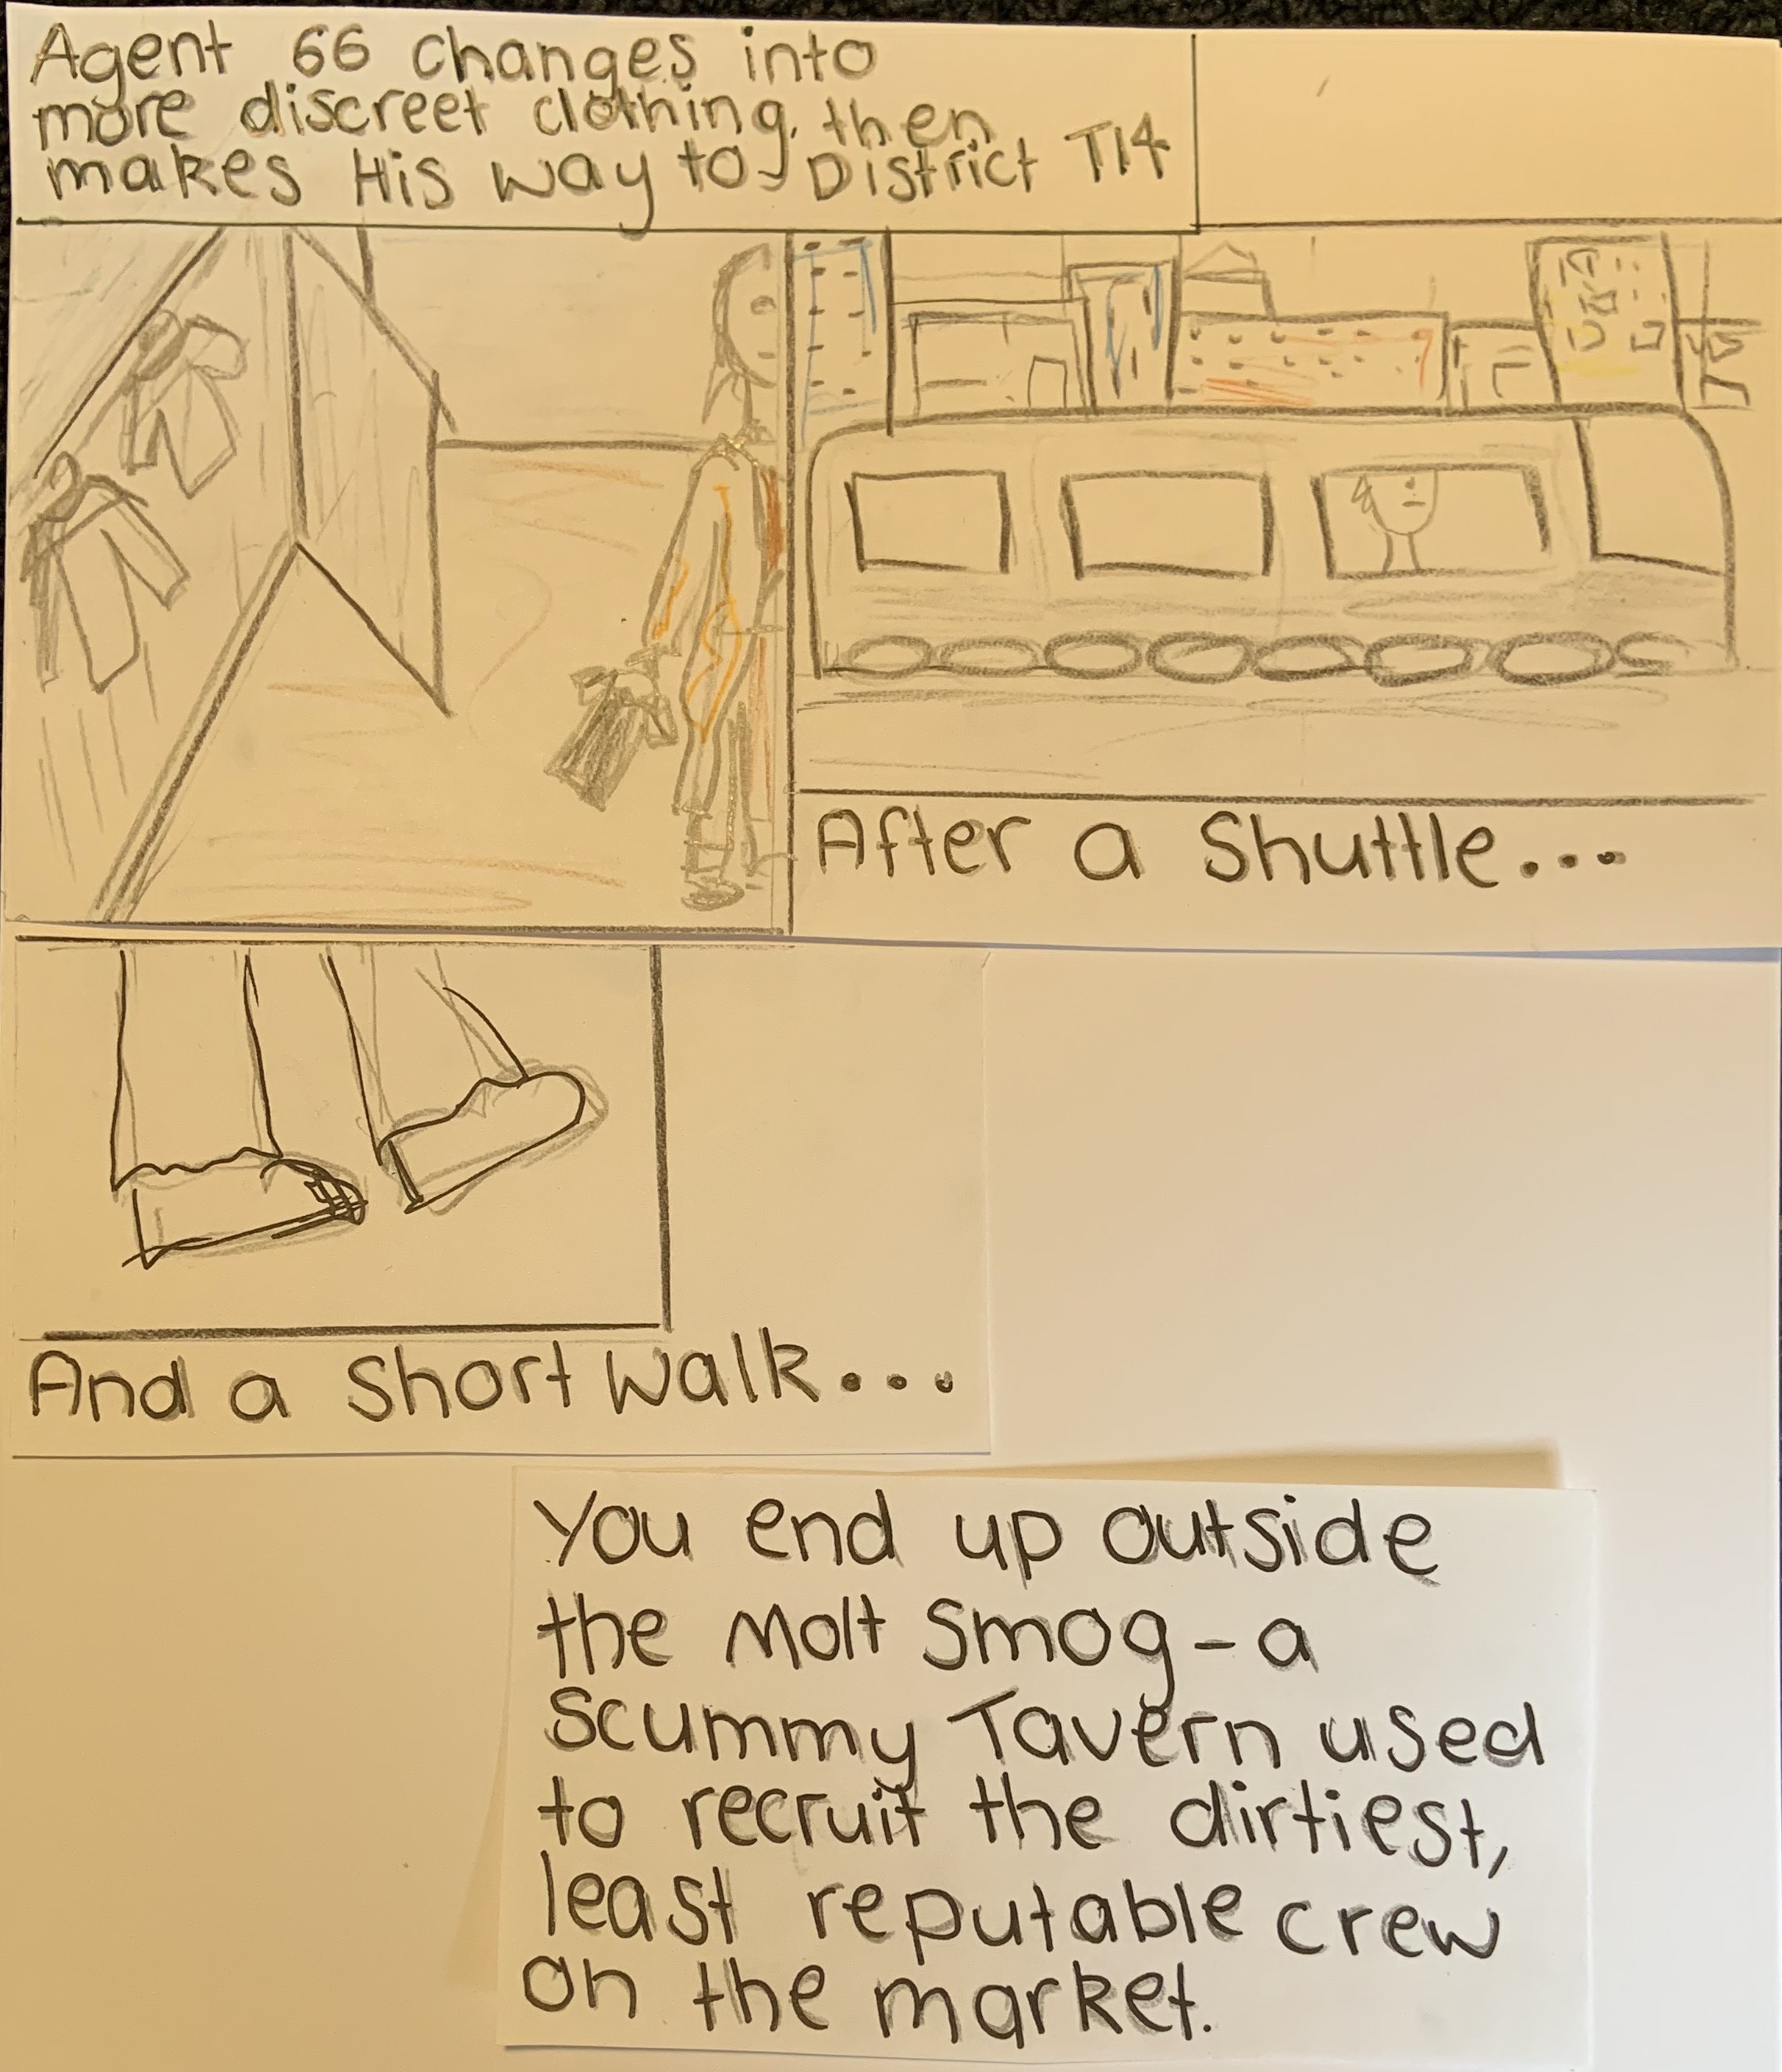 Agent 66 changes into
more discreet clothing, then
makes His way to District T14
After a Shuttle...
And a Short walk...
You end up outside
the Molt Smog - a
Scummy Tavern used
to recruit the dirtiest,
least reputable crew
on the market.